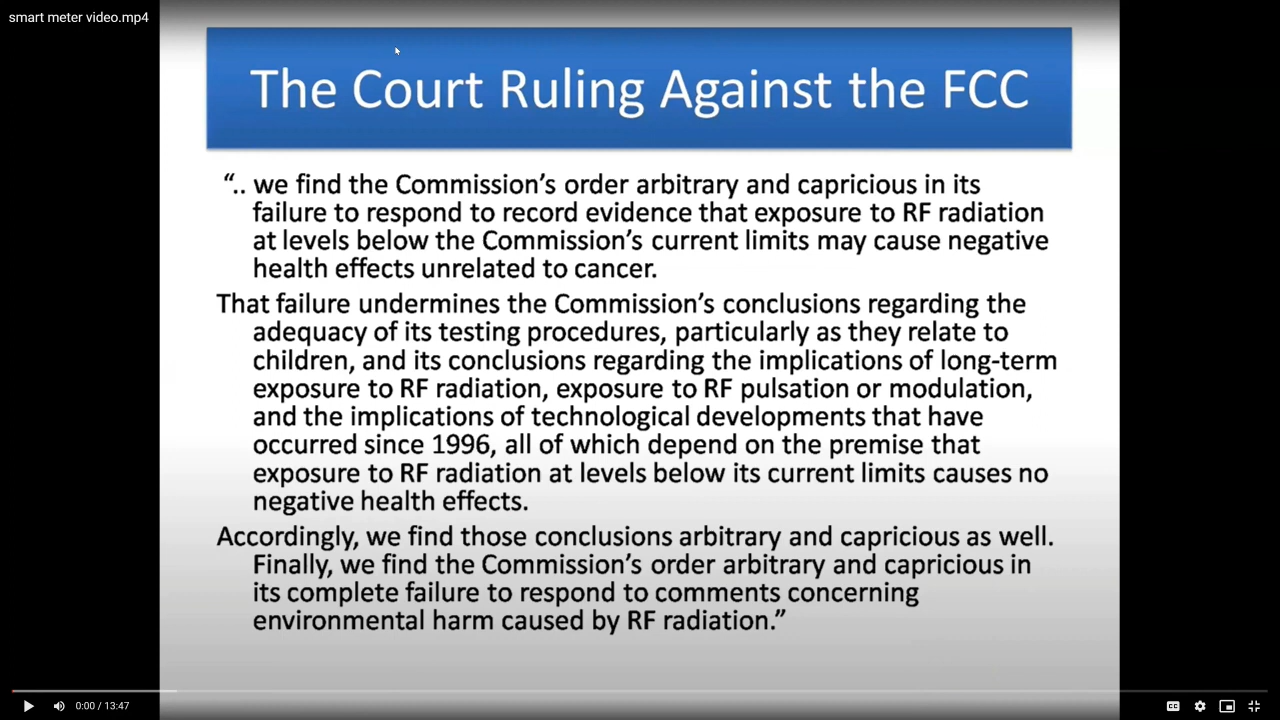 smart meter video.mp4
The Court Ruling Against the FCC
“.. we find the Commission’s order arbitrary and capricious in its
failure to respond to record evidence that exposure to RF radiation
at levels below the Commission’s current limits may cause negative
health effects unrelated to cancer.
That failure undermines the Commission’s conclusions regarding the
adequacy of its testing procedures, particularly as they relate to
children, and its conclusions regarding the implications of long-term
exposure to RF radiation, exposure to RF pulsation or modulation,
and the implications of technological developments that have
occurred since 1996, all of which depend on the premise that
exposure to RF radiation at levels below its current limits causes no
negative health effects.
Accordingly, we find those conclusions arbitrary and capricious as well.
Finally, we find the Commission’s order arbitrary and capricious in
its complete failure to respond to comments concerning
environmental harm caused by RF radiation.”
0:00 / 13:47
CC